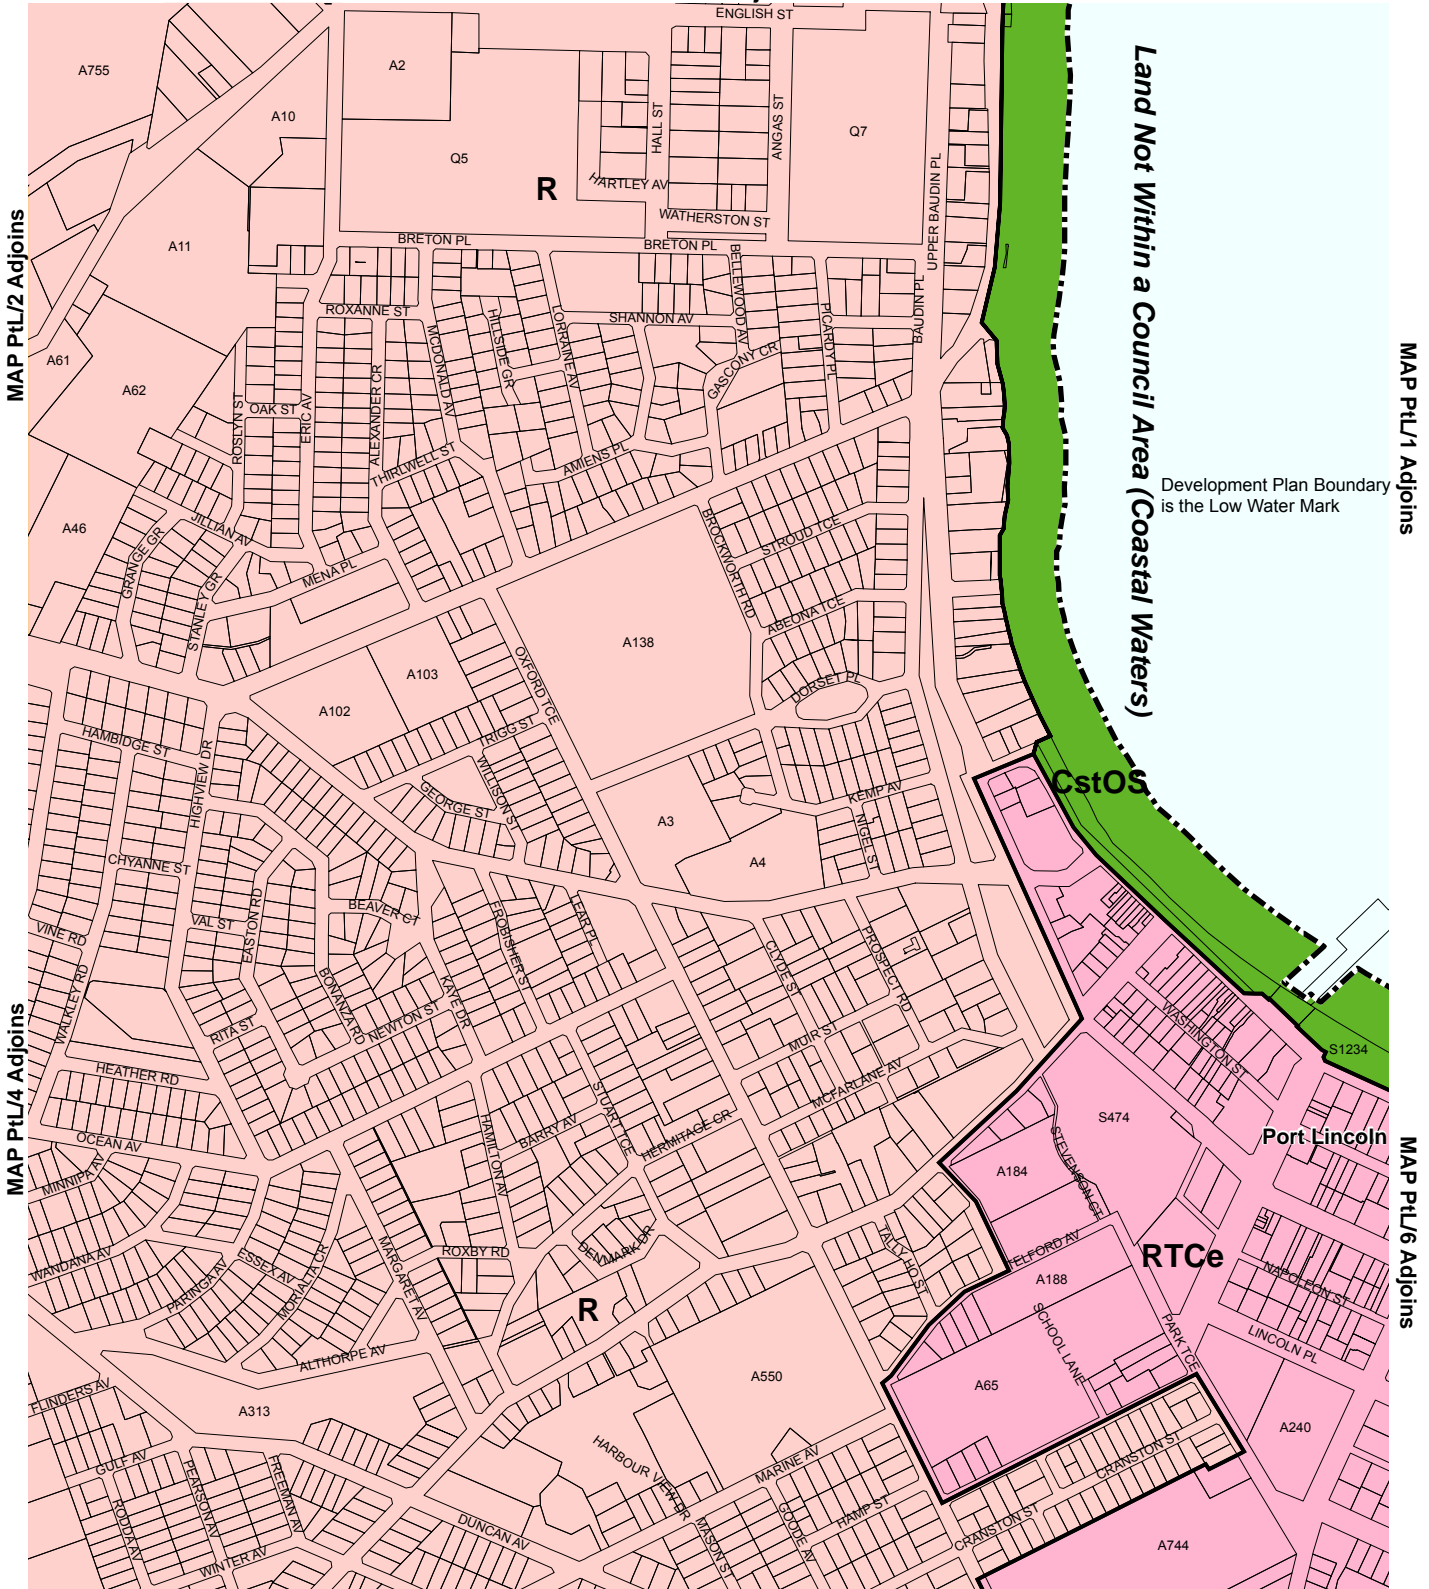 ENGLISH ST
A755
A2
A10
Q5
Q7
HALL ST
ANGAS ST
UPPER BAUDIN PL
R
HARTLEY AV
WATHERSTON ST
BRETON PL
BRETON PL
BELLEWOOD AV
A11
MAP PtL/2 Adjoins
Land Not Within a Council Area (Coastal Waters)
ROXANNE ST
MCDONALD AV
HILLSIDE GR
LORRAINE AV
SHANNON AV
PICARDY PL
BAUDIN PL
GASCONY CR
A61
A62
MAP PtL/1 Adjoins
OAK ST
ROSLYN ST
ERIC AV
ALEXANDER CR
THIRLWELL ST
AMIENS PL
Development Plan Boundary
is the Low Water Mark
A46
JILLIAN AV
GRANGE GR
STANLEY GR
MENA PL
BROCKWORTH RD
STROUD TCE
ABEONA TCE
A138
A103
A102
OXFORD TCE
DORSET PL
TRIGG ST
HAMBIDGE ST
HIGHVIEW DR
WILLISON ST
GEORGE ST
KEMP AV
NIGEL ST
CstOS
A3
A4
CHYANNE ST
VAL ST
EASTON RD
BEAVER CT
FROBISHER ST
LEAR PL
VINE RD
WALKLEY RD
BONANZA RD
KAYE DR
CLYDE ST
PROSPECT RD
RITA ST
NEWTON ST
MUIR ST
WASHINGTON ST
S1234
MAP PtL/4 Adjoins
HEATHER RD
STUART TCE
MCFARLANE AV
HAMILTON AV
BARRY AV
HERMITAGE CR
S474
STEVENSON CT
Port Lincoln
OCEAN AV
MINNIPA AV
A184
MAP PtL/6 Adjoins
WANDANA AV
PARINGA AV
ESSEX AV
MORIALTA CR
MARGARET AV
ROXBY RD
DENMARK DR
TALLY HO ST
TELFORD AV
RTCe
A188
NAPOLEON ST
R
SCHOOL LANE
PARK TCE
LINCOLN PL
ALTHORPE AV
FLINDERS AV
A550
A65
A313
A240
GULF AV
PEARSON AV
FREEMAN AV
RODDA AV
WINTER AV
DUNCAN AV
HARBOUR VIEW DR
MASON ST
MARINE AV
GOODE AV
HAMP ST
CRANSTON ST
CRANSTON ST
A744